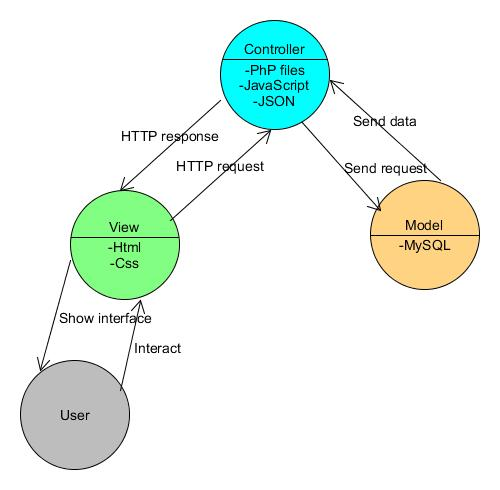 Controller
-PhP files
-JavaScript
-JSON
HTTP response
HTTP request
Send data
Send request
View
-Html
-Css
Model
-MySQL
Show interface
Interact
User